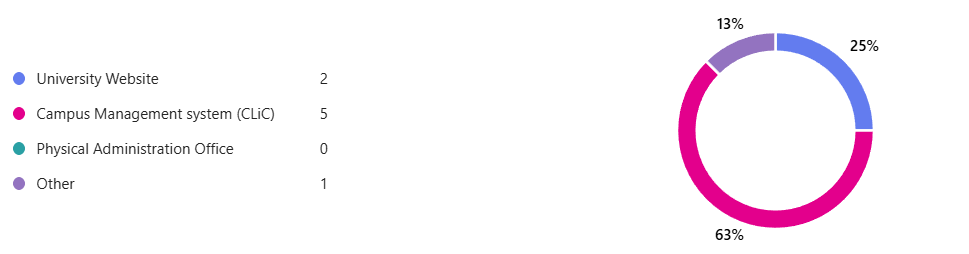 13%
25%
University Website 2
Campus Management system (CLiC) 5
Physical Administration Office 0
Other 1
63%